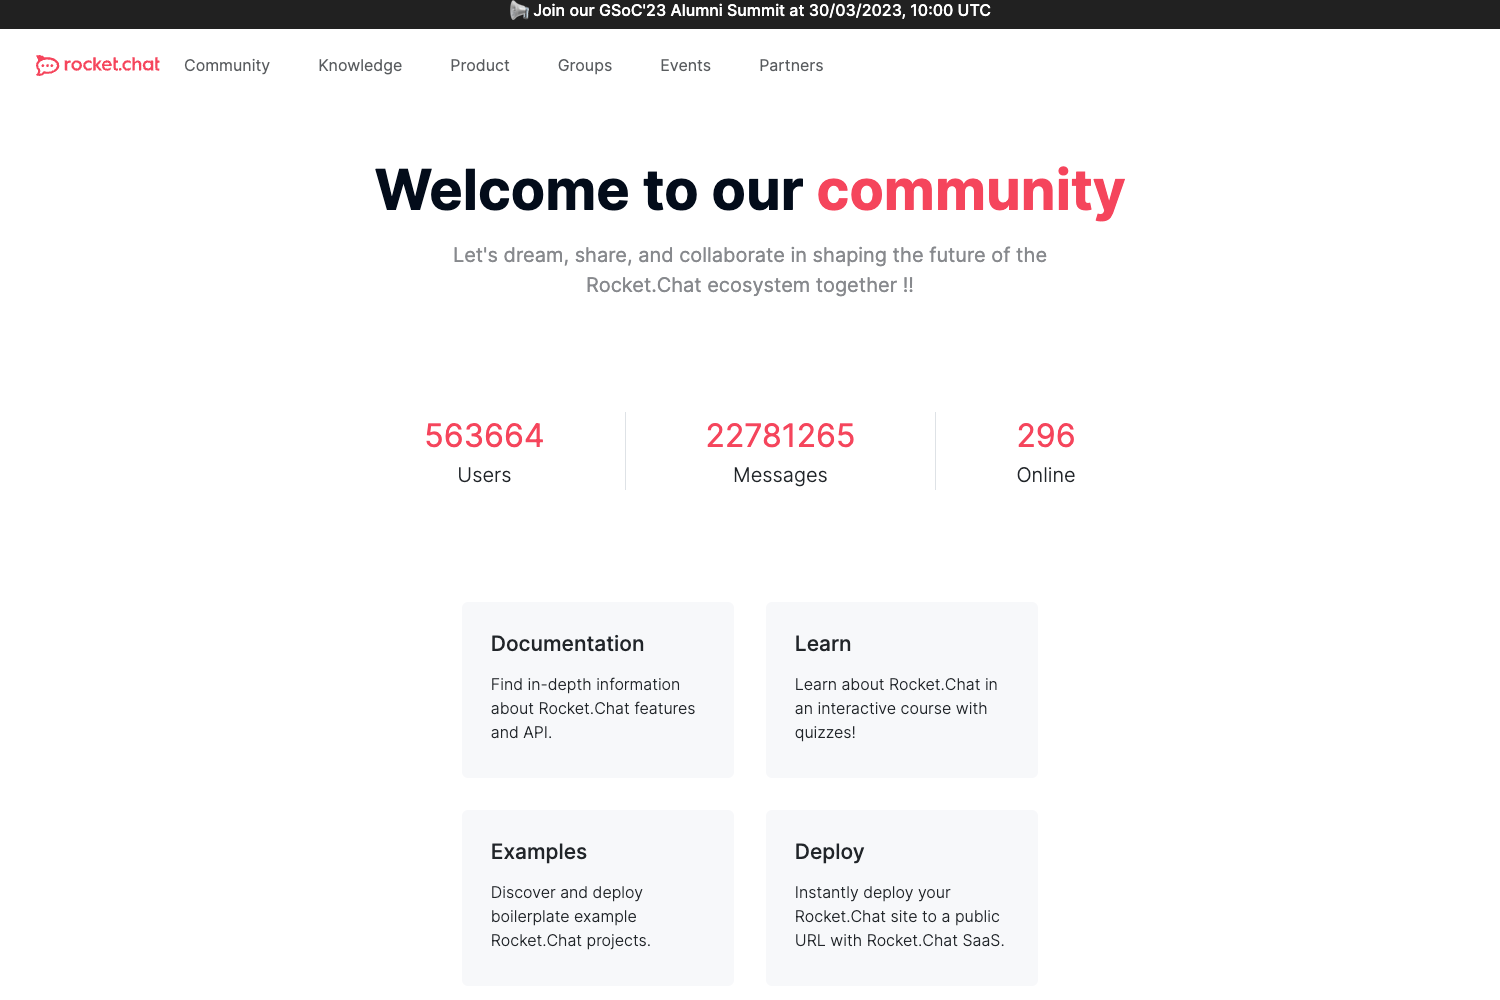 Join our GSoC'23 Alumni Summit at 30/03/2023, 10:00 UTC
rocket.chat Community Knowledge Product Groups Events Partners
Welcome to our community
Let's dream, share, and collaborate in shaping the future of the
Rocket.Chat ecosystem together !!
563664 22781265 296
Users Messages Online
Documentation
Find in-depth information
about Rocket.Chat features
and API.
Learn
Learn about Rocket.Chat in
an interactive course with
quizzes!
Examples
Discover and deploy
boilerplate example
Rocket.Chat projects.
Deploy
Instantly deploy your
Rocket.Chat site to a public
URL with Rocket.Chat SaaS.